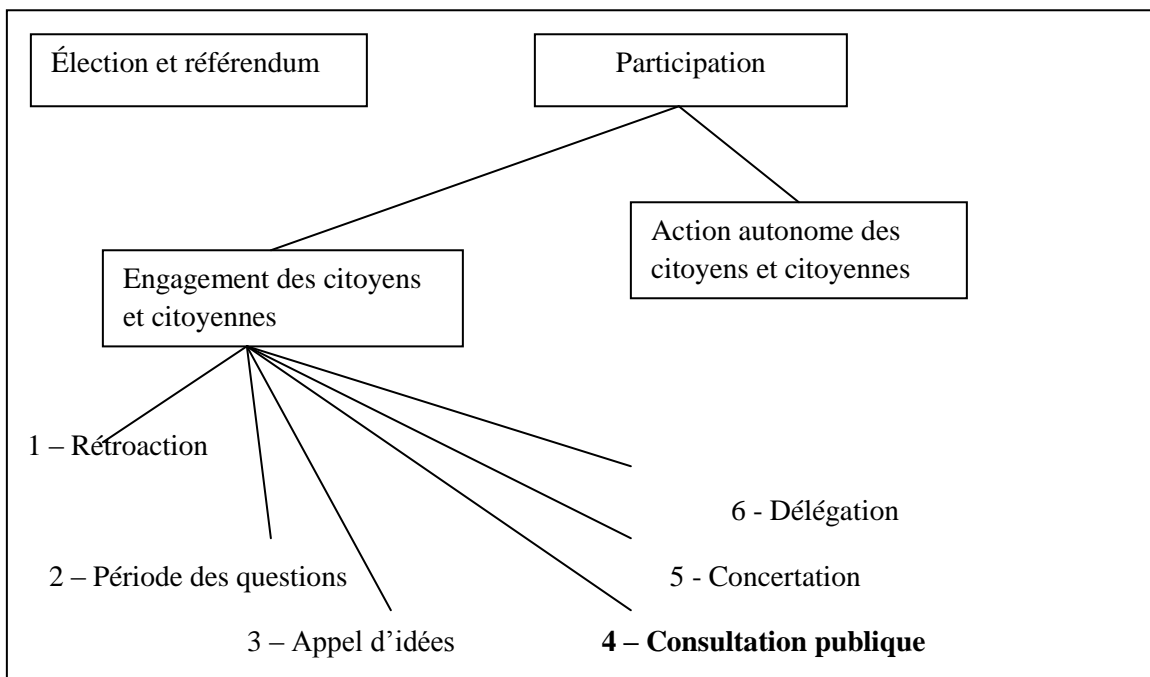 Élection et référendum
Participation
Action autonome des
citoyens et citoyennes
Engagement des citoyens
et citoyennes
1 – Rétroaction
6 - Délégation
2 – Période des questions
5 - Concertation
3 – Appel d’idées
4 – Consultation publique